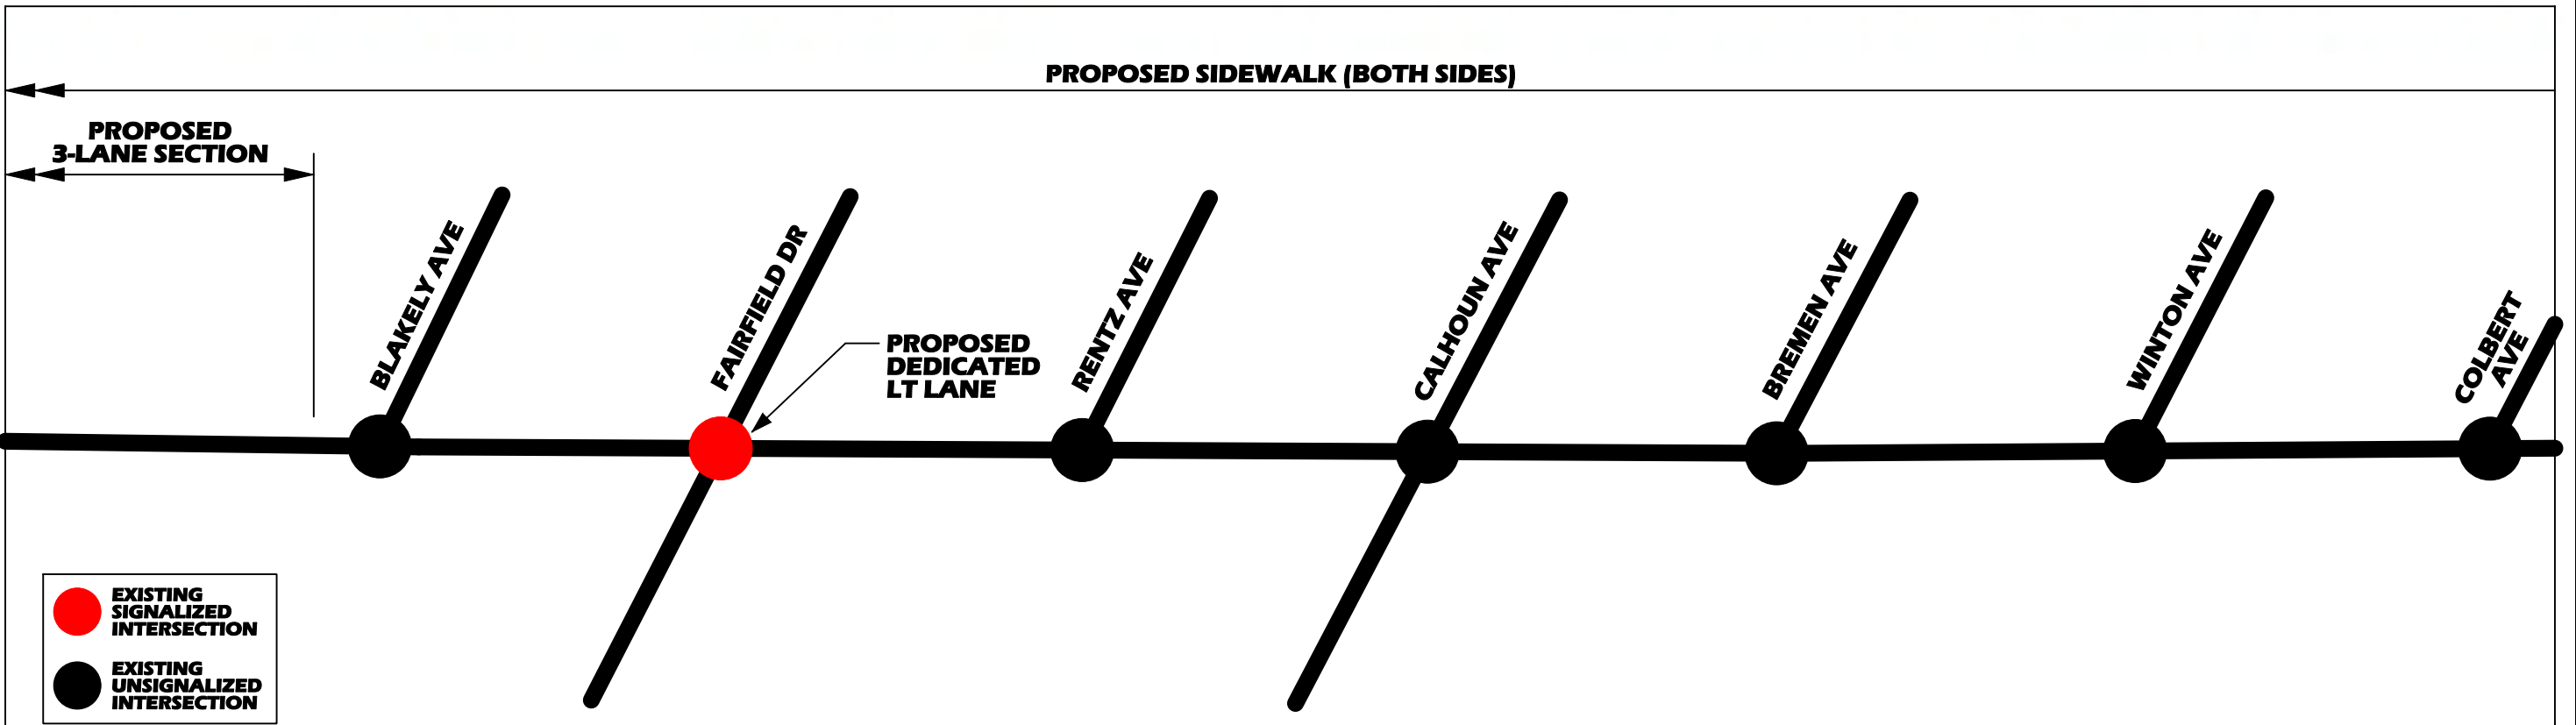 PROPOSED SIDEWALK (BOTH SIDES)
PROPOSED
3-LANE SECTION
BLAKELY AVE
FAIRFIELD DR
PROPOSED
DEDICATED
LT LANE
RENTZ AVE
CALHOUN AVE
BREMEN AVE
WINTON AVE
COLBERT
AVE
EXISTING
SIGNALIZED
INTERSECTION
EXISTING
UNSIGNALIZED
INTERSECTION